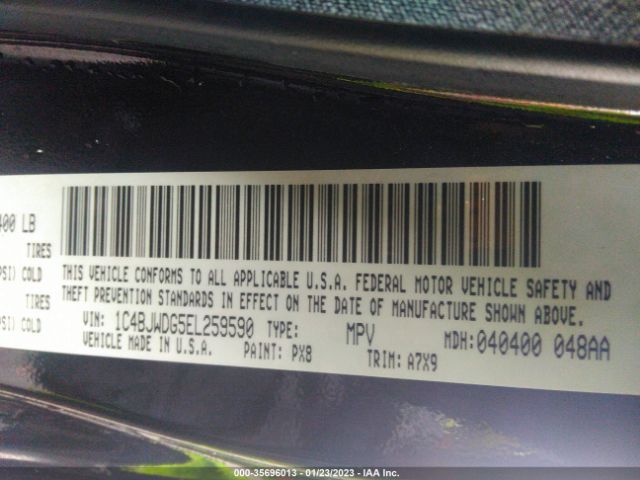 400 LB
TIRES
PSI) COLD
TIRES
PSI) COLD
THIS VEHICLE CONFORMS TO ALL APPLICABLE U.S.A. FEDERAL MOTOR VEHICLE SAFETY AND
THEFT PREVENTION STANDARDS IN EFFECT ON THE DATE OF MANUFACTURE SHOWN ABOVE.
VIN: 1C4BJWDG5EL259590 TYPE: MPV MDH: 040400 048AA
VEHICLE MADE IN U.S.A. PAINT: PX8 TRIM: A7X9
000-35696013 - 01/23/2023 - IAA Inc.